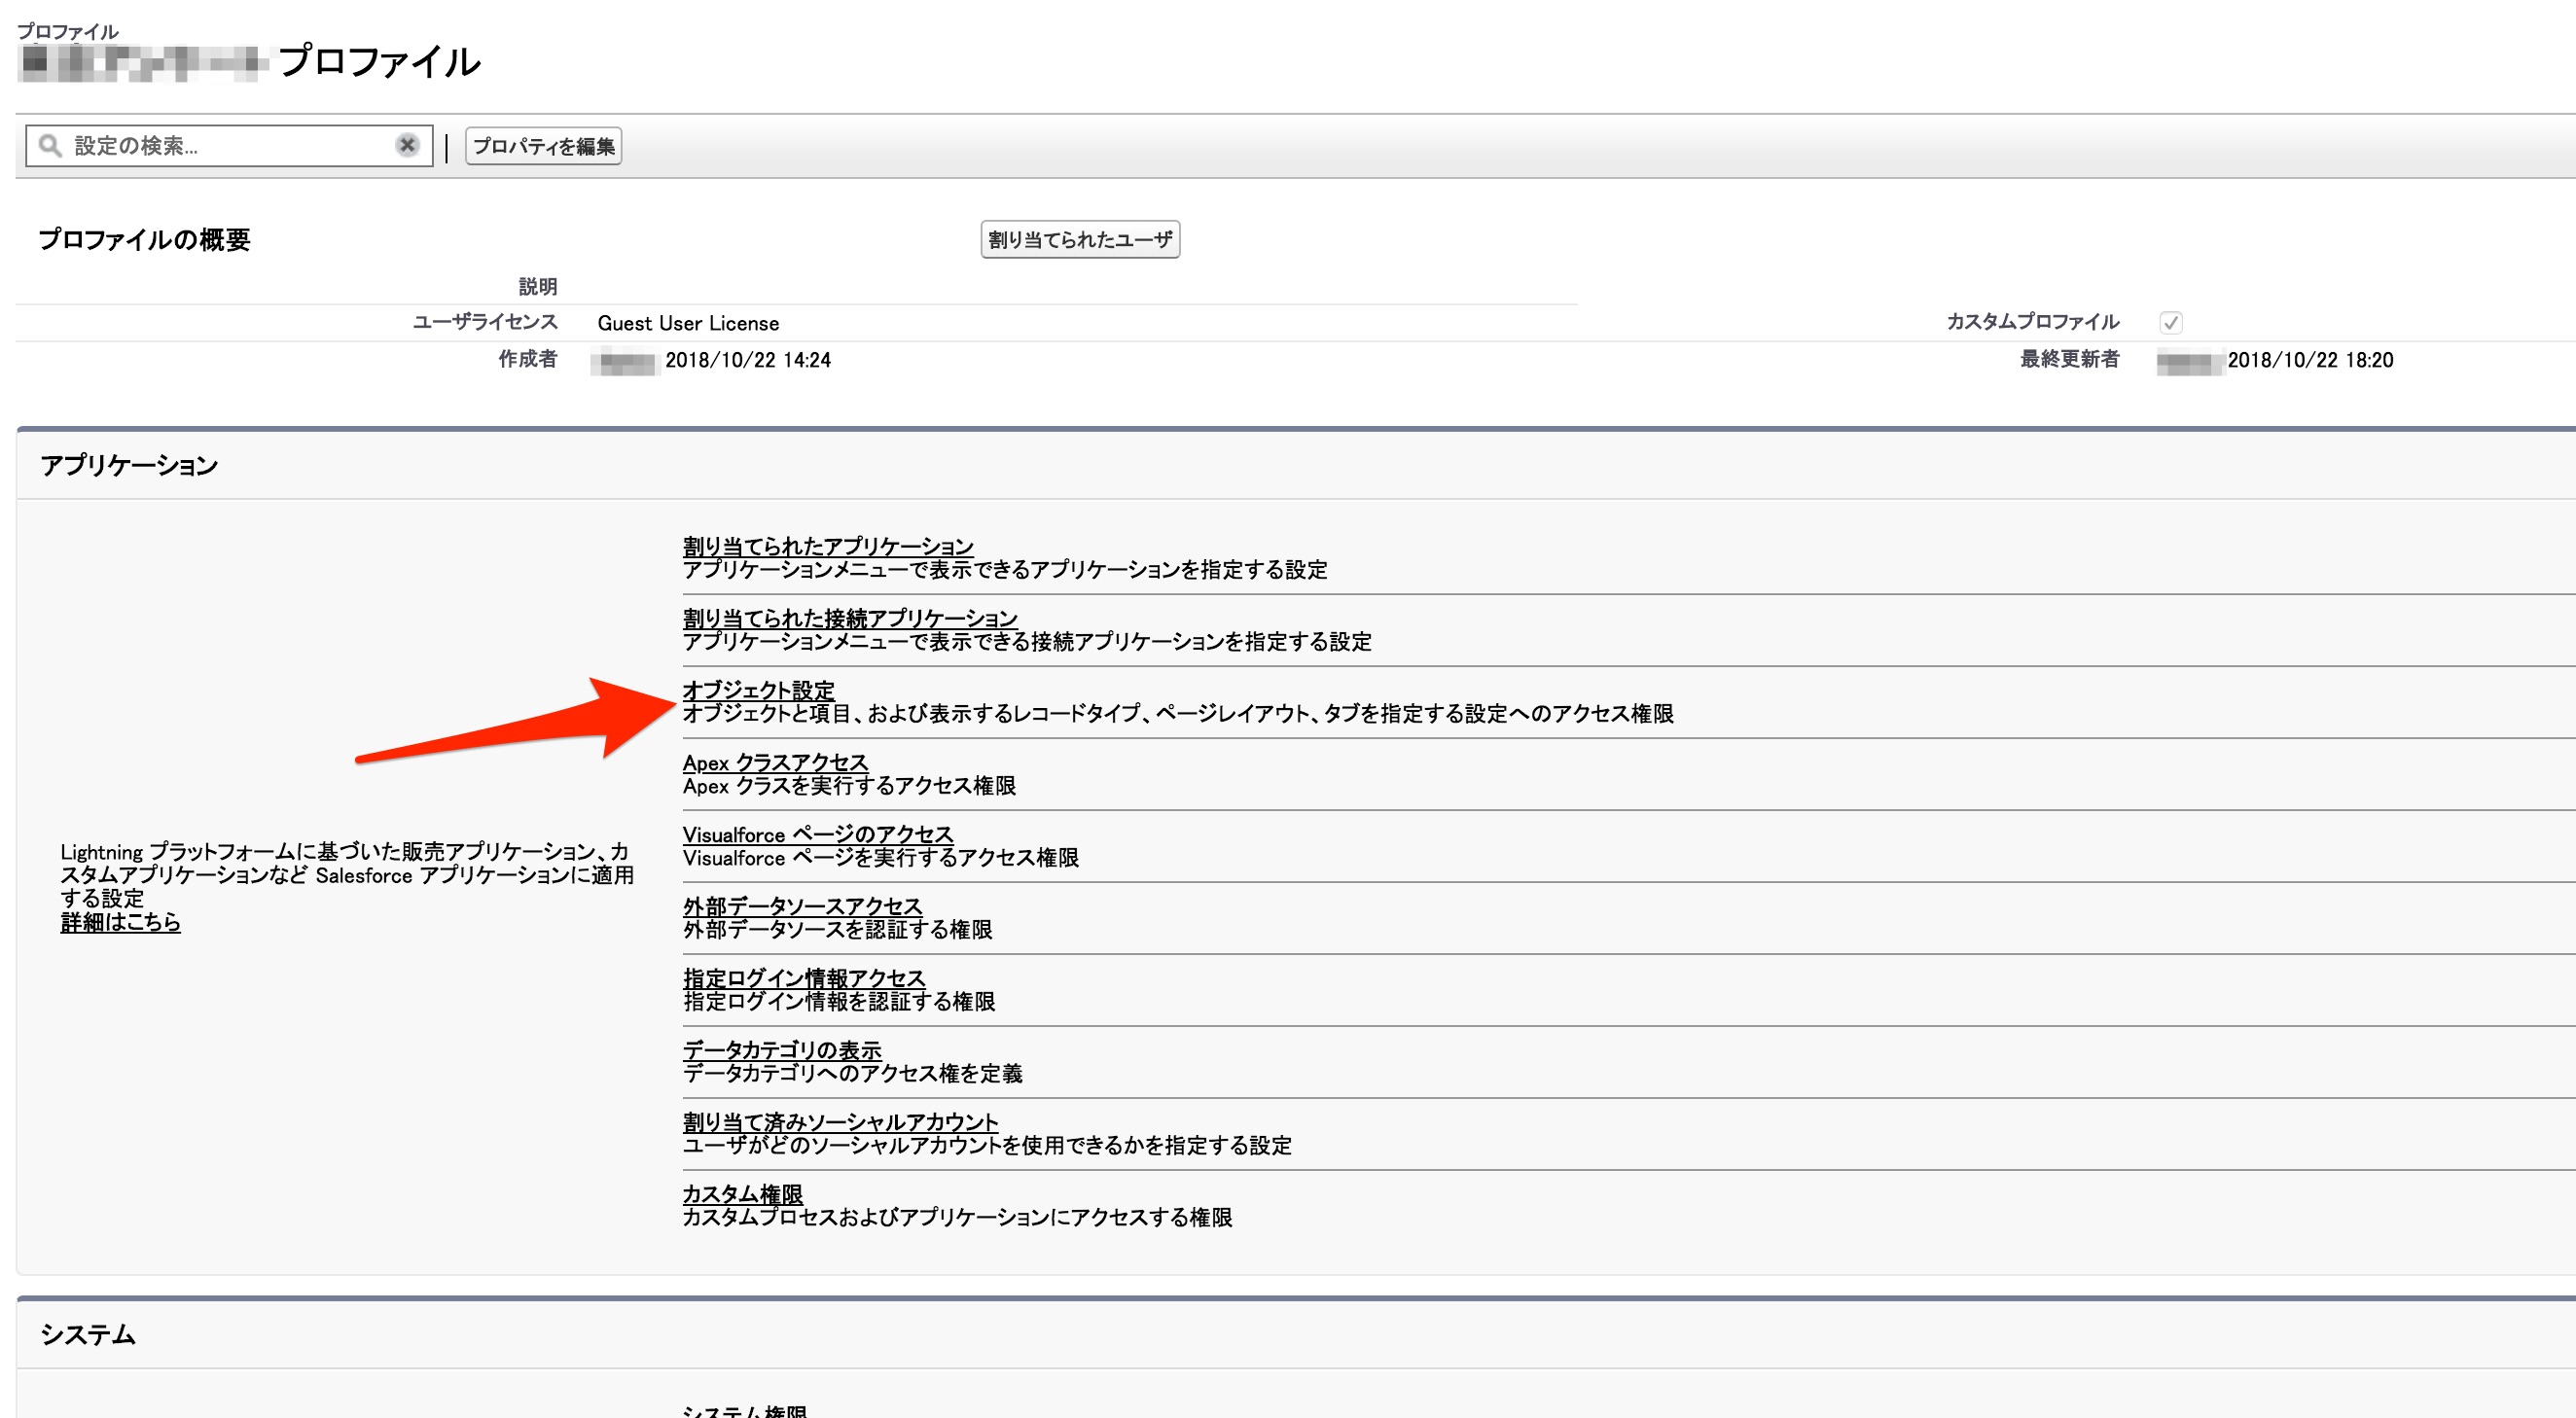 プロファイル
プロファイル
設定の検索...
プロパティを編集
プロファイルの概要
割り当てられたユーザ
説明
ユーザライセンス Guest User License カスタムプロファイル
作成者 2018/10/22 14:24 最終更新者 2018/10/22 18:20
アプリケーション
Lightning プラットフォームに基づいた販売アプリケーション、カ
スタムアプリケーションなど Salesforce アプリケーションに適用
する設定
詳細はこちら
割り当てられたアプリケーション
アプリケーションメニューで表示できるアプリケーションを指定する設定
割り当てられた接続アプリケーション
アプリケーションメニューで表示できる接続アプリケーションを指定する設定
オブジェクト設定
オブジェクトと項目、および表示するレコードタイプ、ページレイアウト、タブを指定する設定へのアクセス権限
Apex クラスアクセス
Apex クラスを実行するアクセス権限
Visualforce ページのアクセス
Visualforce ページを実行するアクセス権限
外部データソースアクセス
外部データソースを認証する権限
指定ログイン情報アクセス
指定ログイン情報を認証する権限
データカテゴリの表示
データカテゴリへのアクセス権を定義
割り当て済みソーシャルアカウント
ユーザがどのソーシャルアカウントを使用できるかを指定する設定
カスタム権限
カスタムプロセスおよびアプリケーションにアクセスする権限
システム
システム権限